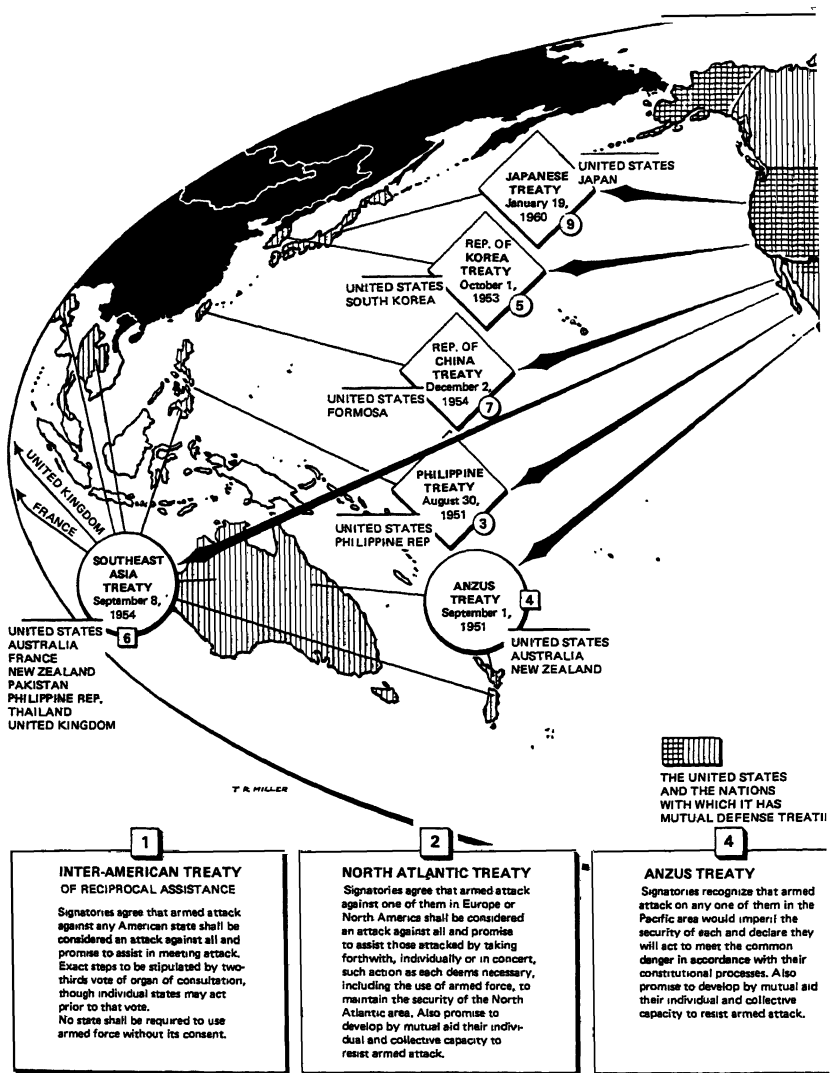 JAPANESE
TREATY
January 19,
1960
9
UNITED STATES
JAPAN
REP. OF
KOREA
TREATY
October 1,
1953
5
UNITED STATES
SOUTH KOREA
REP. OF
CHINA
TREATY
December 2,
1954
7
UNITED STATES
FORMOSA
PHILIPPINE
TREATY
August 30,
1951
3
UNITED STATES
PHILIPPINE REP
UNITED KINGDOM
FRANCE
SOUTHEAST
ASIA
TREATY
September 8,
1954
6
UNITED STATES
AUSTRALIA
FRANCE
NEW ZEALAND
PAKISTAN
PHILIPPINE REP.
THAILAND
UNITED KINGDOM
ANZUS
TREATY
September 1,
1951
4
UNITED STATES
AUSTRALIA
NEW ZEALAND
T R MILLER
THE UNITED STATES
AND THE NATIONS
WITH WHICH IT HAS
MUTUAL DEFENSE TREATI
1
INTER-AMERICAN TREATY
OF RECIPROCAL ASSISTANCE
Signatories agree that armed attack
against any American state shall be
considered an attack against all and
promise to assist in meeting attack.
Exact steps to be stipulated by two-
thirds vote of organ of consultation,
though individual states may act
prior to that vote.
No state shall be required to use
armed force without its consent.
2
NORTH ATLANTIC TREATY
Signatories agree that armed attack
against one of them in Europe or
North America shall be considered
an attack against all and promise
to assist those attacked by taking
forthwith, individually or in concert,
such action as each deems necessary,
including the use of armed force, to
maintain the security of the North
Atlantic area. Also promise to
develop by mutual aid their indivi-
dual and collective capacity to
resist armed attack.
4
ANZUS TREATY
Signatories recognize that armed
attack on any one of them in the
Pacific area would imperil the
security of each and declare they
will act to meet the common
danger in accordance with their
constitutional processes. Also
promise to develop by mutual aid
their individual and collective
capacity to resist armed attack.